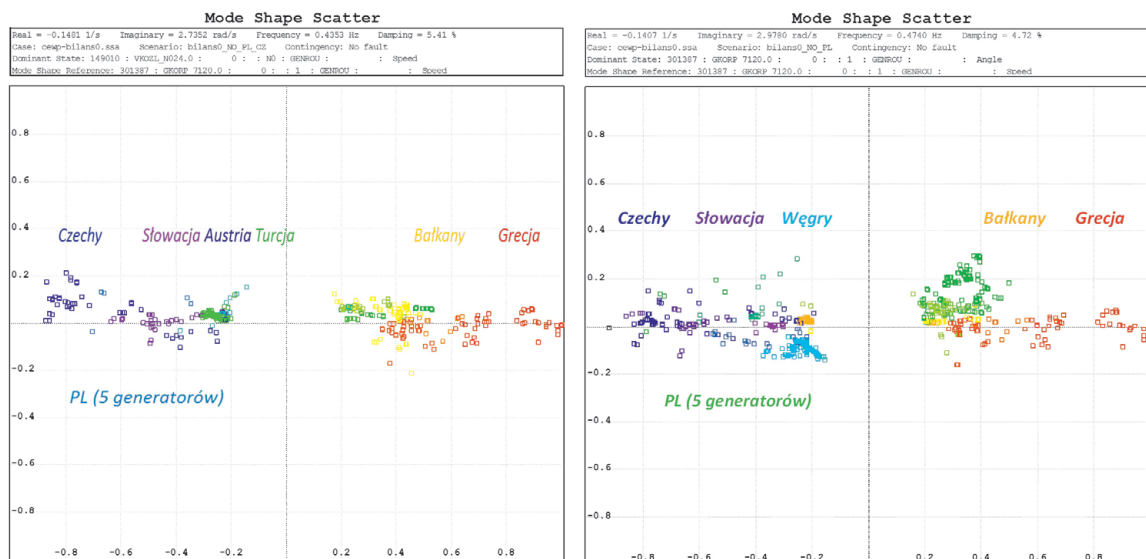 Mode Shape Scatter
Real = -0.1481 1/s Imaginary = 2.7352 rad/s Frequency = 0.4353 Hz Damping = 5.41 %
Case: cewp-bilans0.ssa Scenario: bilans0_NO_PL_CZ Contingency: No fault
Dominant State: 149010 : VKOZL_N024.0 : 0 : : N0 : GENROU : : Speed
Mode Shape Reference: 301387 : GKORP 7120.0 : 0 : : 1 : GENROU : : Speed
0.8
0.6
0.4
Czechy Słowacja Austria Turcja Bałkany Grecja
0.2
0.0
-0.2
PL (5 generatorów)
-0.4
-0.6
-0.8
-0.8 -0.6 -0.4 -0.2 0.2 0.4 0.6 0.8
Mode Shape Scatter
Real = -0.1407 1/s Imaginary = 2.9780 rad/s Frequency = 0.4740 Hz Damping = 4.72 %
Case: cewp-bilans0.ssa Scenario: bilans0_NO_PL Contingency: No fault
Dominant State: 301387 : GKORP 7120.0 : 0 : : 1 : GENROU : : Angle
Mode Shape Reference: 301387 : GKORP 7120.0 : 0 : : 1 : GENROU : : Speed
0.8
0.6
0.4
Czechy Słowacja Węgry Bałkany Grecja
0.2
0.0
-0.2
PL (5 generatorów)
-0.4
-0.6
-0.8
-0.8 -0.6 -0.4 -0.2 0.2 0.4 0.6 0.8